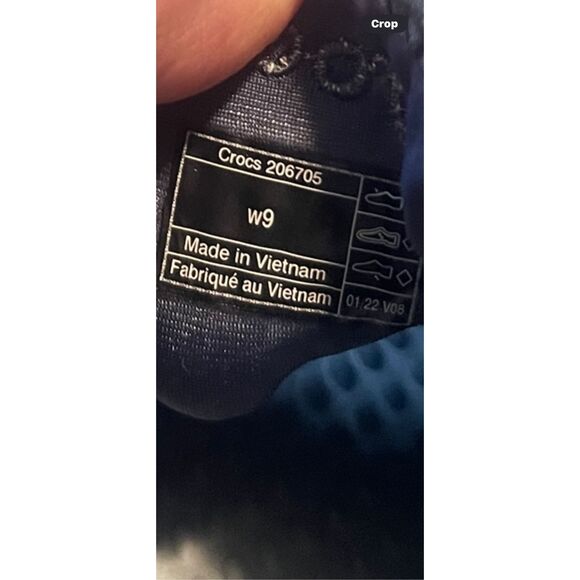 Crop
Crocs 206705
w9
Made in Vietnam
Fabriqué au Vietnam
01/22 V08